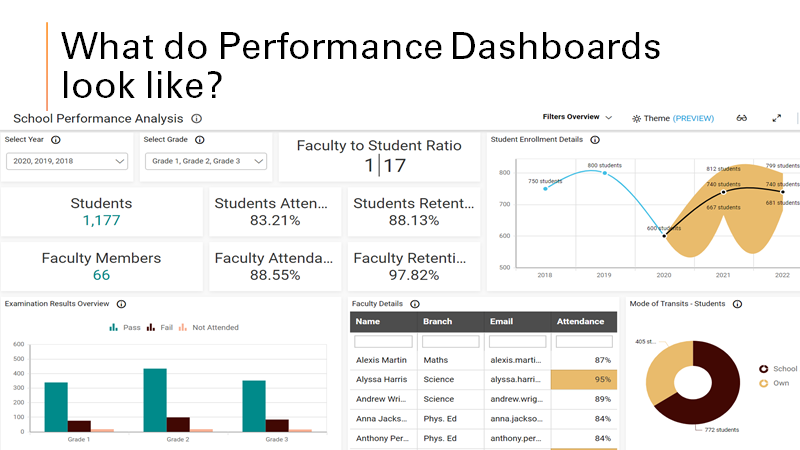 What do Performance Dashboards
look like?
School Performance Analysis
Filters Overview
Theme (PREVIEW)
Select Year
2020, 2019, 2018
Select Grade
Grade 1, Grade 2, Grade 3
Faculty to Student Ratio
1|17
Students
1,177
Students Atten...
83.21%
Students Retent...
88.13%
Faculty Members
66
Faculty Attenda...
88.55%
Faculty Retenti...
97.82%
Student Enrollment Details
800
700
600
500
750 students
800 students
600 students
812 students
740 students
667 students
799 students
740 students
681 students
2018 2019 2020 2021 2022
Examination Results Overview
Pass Fail Not Attended
600
500
400
300
200
100
0
Grade 1 Grade 2 Grade 3
Faculty Details
Name Branch Email Attendance
Alexis Martin Maths alexis.marti... 87%
Alyssa Harris Science alyssa.harri... 95%
Andrew Wri... Science andrew.wrig... 89%
Anna Jacks... Phys. Ed anna.jackso... 84%
Anthony Per... Phys. Ed anthony.per... 84%
Mode of Transits - Students
405 st...
772 students
School
Own